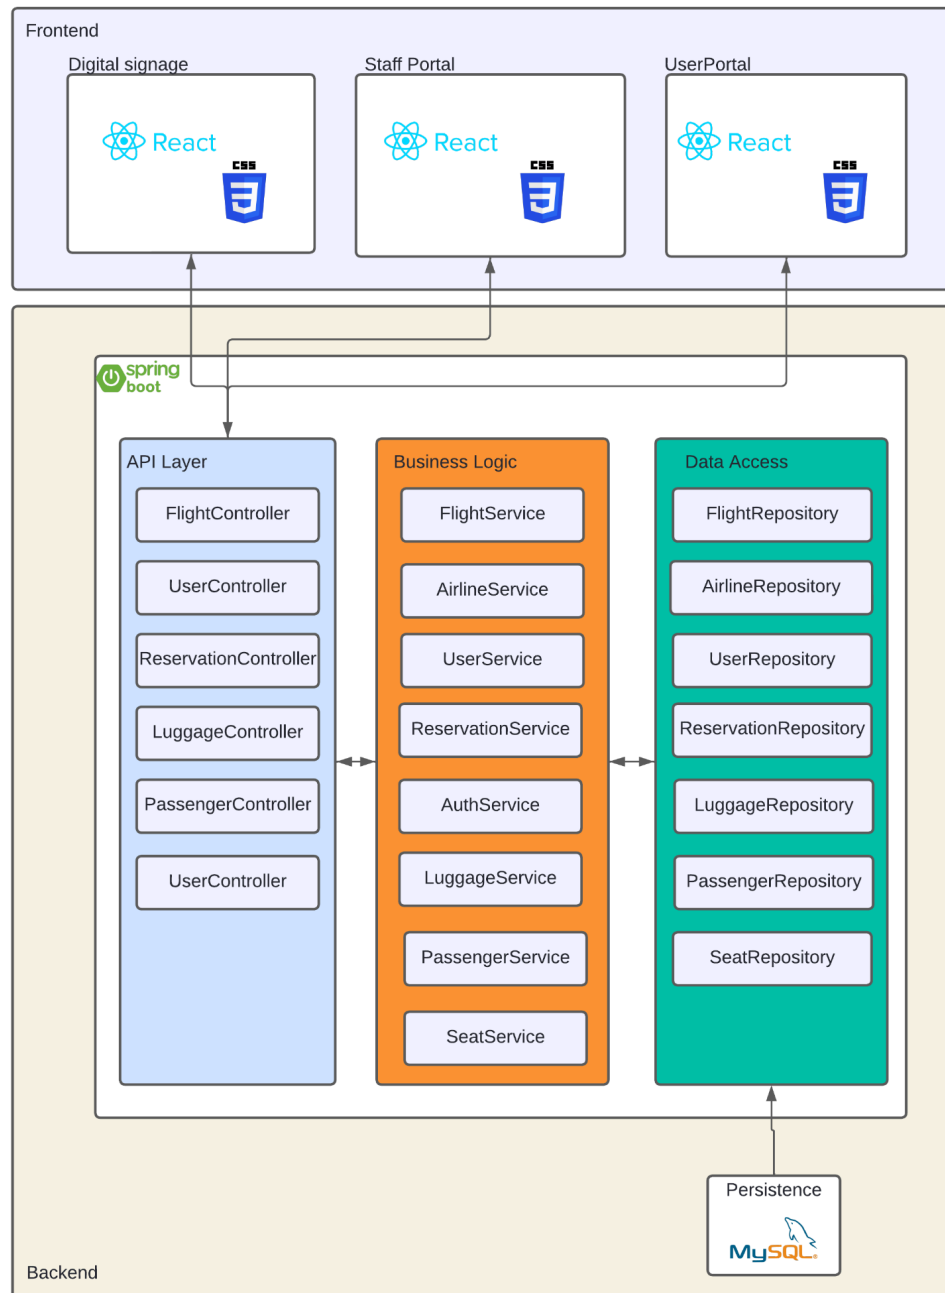 Frontend
Digital signage
Staff Portal
UserPortal
React
CSS
React
CSS
React
CSS
spring
boot
API Layer
FlightController
UserController
ReservationController
LuggageController
PassengerController
UserController
Business Logic
FlightService
AirlineService
UserService
ReservationService
AuthService
LuggageService
PassengerService
SeatService
Data Access
FlightRepository
AirlineRepository
UserRepository
ReservationRepository
LuggageRepository
PassengerRepository
SeatRepository
Persistence
MySQL®
Backend